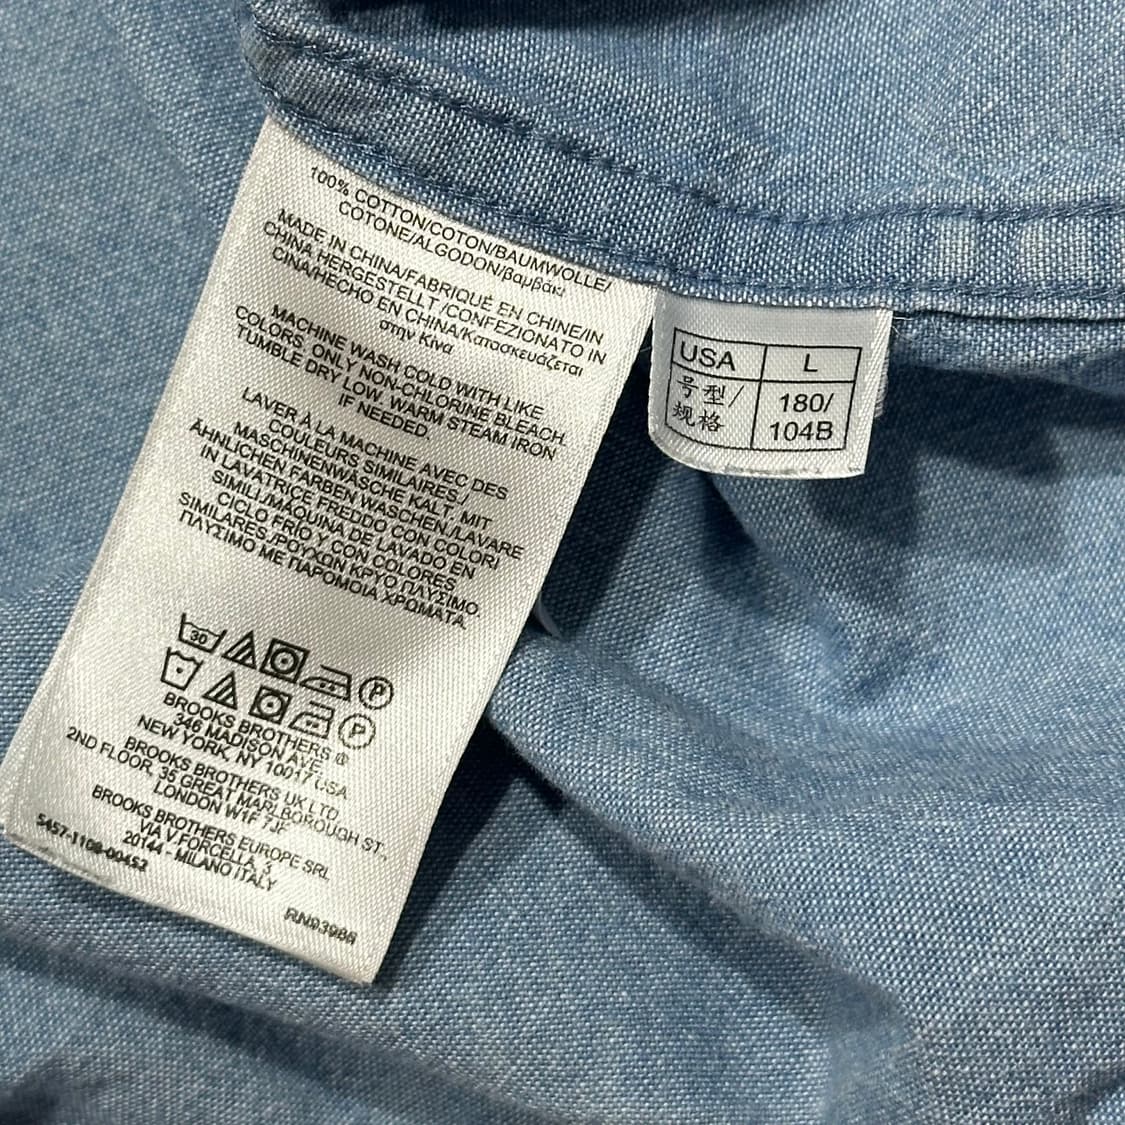 100% COTTON/COTON/BAUMWOLLE/
COTONE/ALGODON/βαμβάκι
MADE IN CHINA/FABRIQUÉ EN CHINE/IN
CHINA HERGESTELLT /CONFEZIONATO IN
CINA/HECHO EN CHINA/Κατασκευάζεται
στην Κίνα
MACHINE WASH COLD WITH LIKE
COLORS. ONLY NON-CHLORINE BLEACH.
TUMBLE DRY LOW. WARM STEAM IRON
IF NEEDED.
LAVER À LA MACHINE AVEC DES
COULEURS SIMILAIRES./
MASCHINENWÄSCHE KALT, MIT
ÄHNLICHEN FARBEN WASCHEN./LAVARE
IN LAVATRICE FREDDO CON COLORI
SIMILI/MÁQUINA DE LAVADO EN
CICLO FRÍO Y CON COLORES
SIMILARES./ΡΟΥΧΩΝ ΚΡΥΟ ΠΛΥΣΙΜΟ.
ΠΛΥΣΙΜΟ ΜΕ ΠΑΡΟΜΟΙΑ ΧΡΩΜΑΤΑ.
30 P
P
BROOKS BROTHERS ®
346 MADISON AVE
NEW YORK, NY 10017 USA
BROOKS BROTHERS UK LTD
2ND FLOOR, 35 GREAT MARLBOROUGH ST.,
LONDON W1F 7JF
BROOKS BROTHERS EUROPE SRL
VIA V.FORCELLA, 3
20144 - MILANO ITALY
5457-1108-00452
RN93986
USA L
号型/ 180/
规格 104B